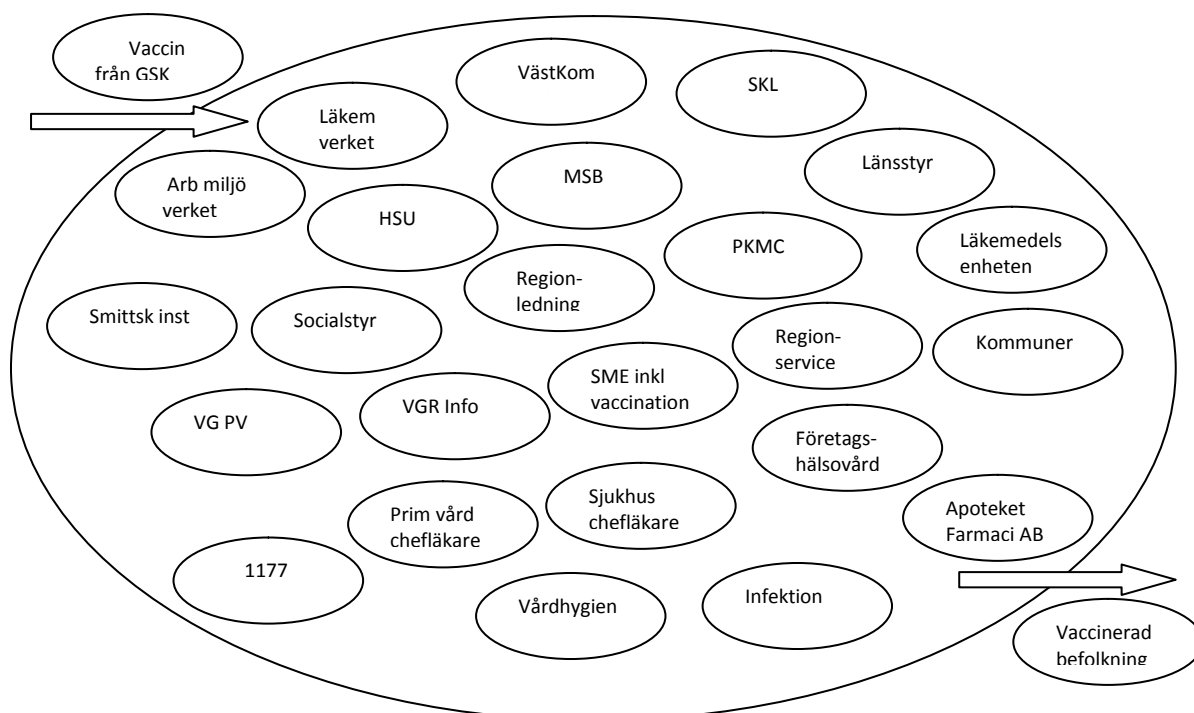 Vaccin
från GSK
VästKom
SKL
Läkem
verket
Länsstyr
Arb miljö
verket
MSB
HSU
PKMC
Läkemedels
enheten
Region-
ledning
Smittsk inst
Socialstyr
Region-
service
Kommuner
SME inkl
vaccination
VGR Info
VG PV
Företags-
hälsovård
Sjukhus
chefläkare
Prim vård
chefläkare
Apoteket
Farmaci AB
1177
Vårdhygien
Infektion
Vaccinerad
befolkning